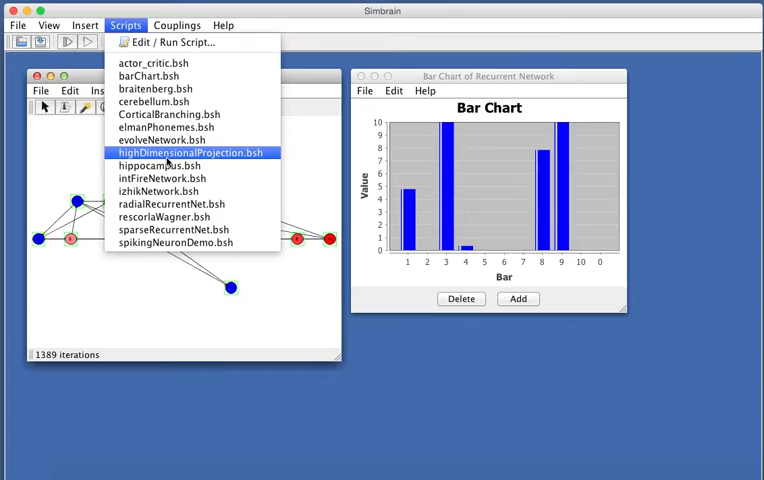 Simbrain
File View Insert Scripts Couplings Help
Edit / Run Script...
actor_critic.bsh
barChart.bsh
braitenberg.bsh
cerebellum.bsh
CorticalBranching.bsh
elmanPhonemes.bsh
evolveNetwork.bsh
highDimensionalProjection.bsh
hippocampus.bsh
intFireNetwork.bsh
izhikNetwork.bsh
radialRecurrentNet.bsh
rescorlaWagner.bsh
sparseRecurrentNet.bsh
spikingNeuronDemo.bsh
File Edit Ins
1389 iterations
Bar Chart of Recurrent Network
File Edit Help
Bar Chart
10
9
8
7
6
5
4
3
2
1
0
Value
1 2 3 4 5 6 7 8 9 10 0
Bar
Delete Add